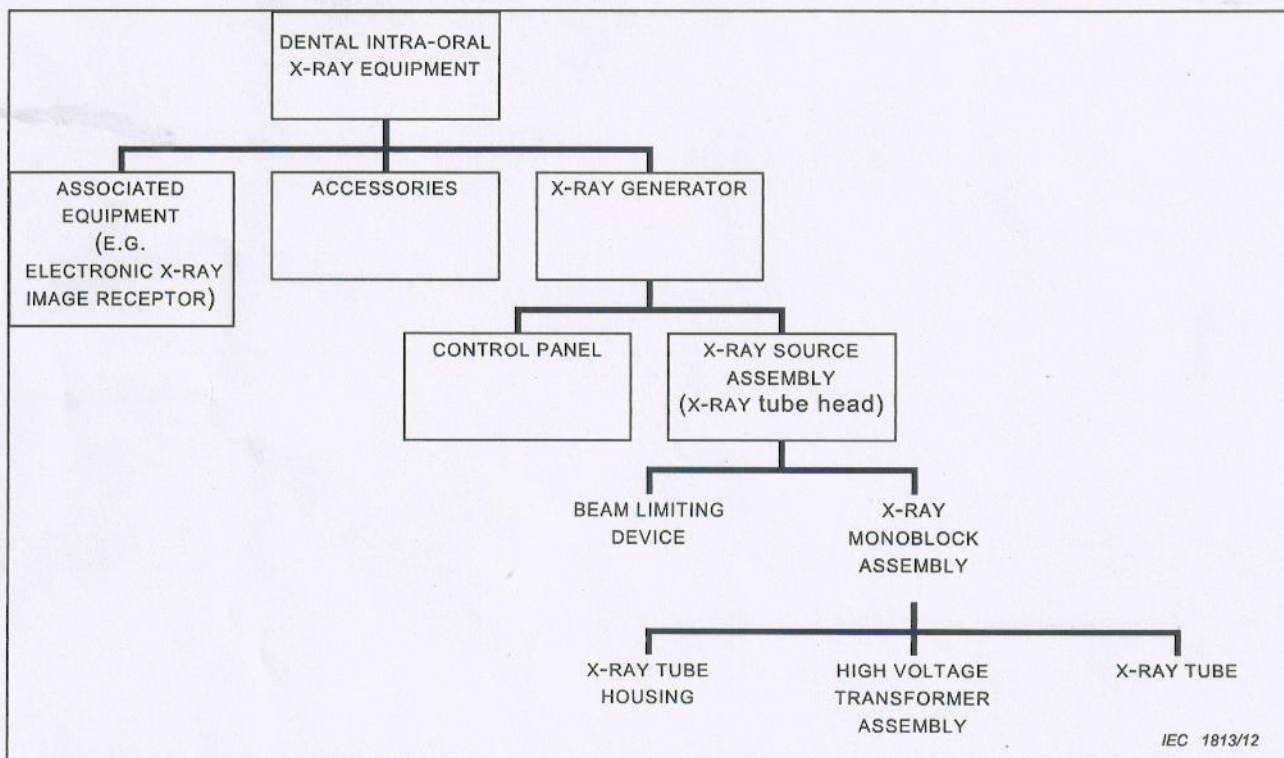 DENTAL INTRA-ORAL
X-RAY EQUIPMENT
ASSOCIATED
EQUIPMENT
(E.G.
ELECTRONIC X-RAY
IMAGE RECEPTOR)
ACCESSORIES
X-RAY GENERATOR
CONTROL PANEL
X-RAY SOURCE
ASSEMBLY
(X-RAY tube head)
BEAM LIMITING
DEVICE
X-RAY
MONOBLOCK
ASSEMBLY
X-RAY TUBE
HOUSING
HIGH VOLTAGE
TRANSFORMER
ASSEMBLY
X-RAY TUBE
IEC 1813/12